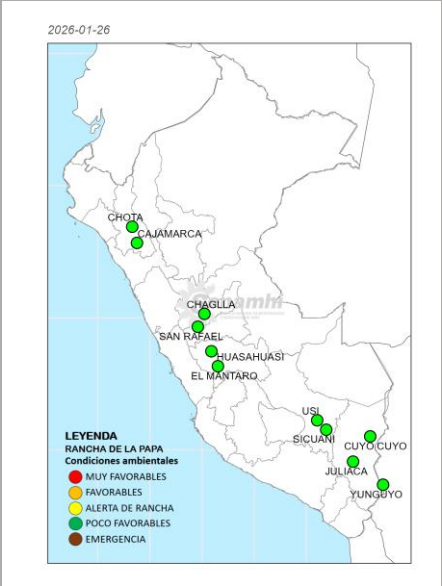 2026-01-26
CHOTA
CAJAMARCA
CHAGLLA
SAN RAFAEL
HUASAHUASI
EL MANTARO
USI
SICUANI
CUYO CUYO
JULIACA
YUNGUYO
LEYENDA
RANCHA DE LA PAPA
Condiciones ambientales
MUY FAVORABLES
FAVORABLES
ALERTA DE RANCHA
POCO FAVORABLES
EMERGENCIA